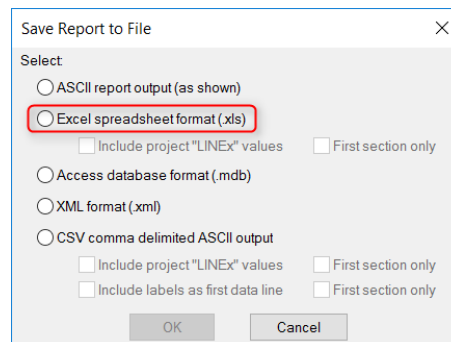 Save Report to File
Select:
ASCII report output (as shown)
Excel spreadsheet format (.xls)
Include project "LINEx" values First section only
Access database format (.mdb)
XML format (.xml)
CSV comma delimited ASCII output
Include project "LINEx" values First section only
Include labels as first data line First section only
OK Cancel